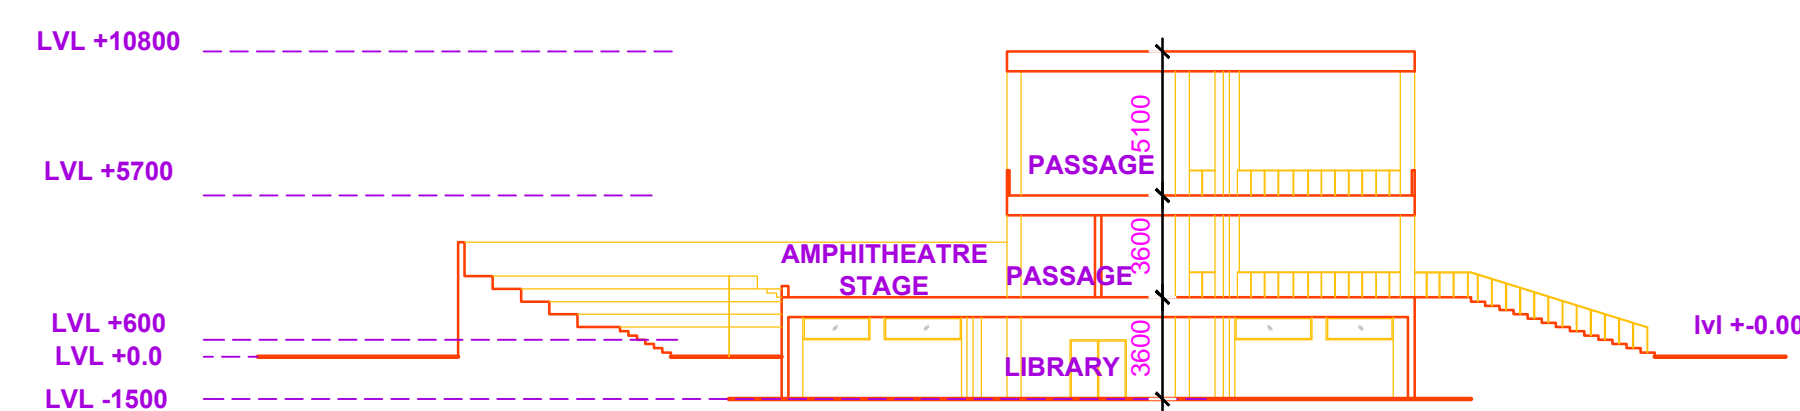 LVL +10800
5100
PASSAGE
LVL +5700
3600
AMPHITHEATRE
STAGE
PASSAGE
LVL +600
lvl +-0.00
LVL +0.0
3600
LIBRARY
LVL -1500